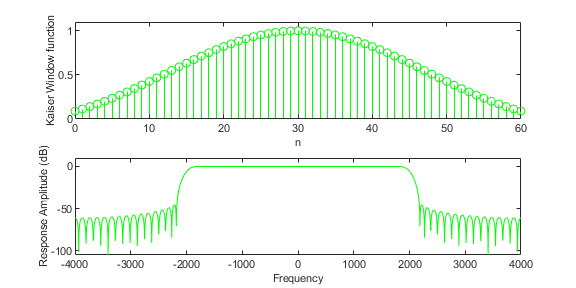 Kaiser Window function
1
0.5
0
0 10 20 30 40 50 60
n
Response Amplitude (dB)
0
-50
-100
-4000 -3000 -2000 -1000 0 1000 2000 3000 4000
Frequency